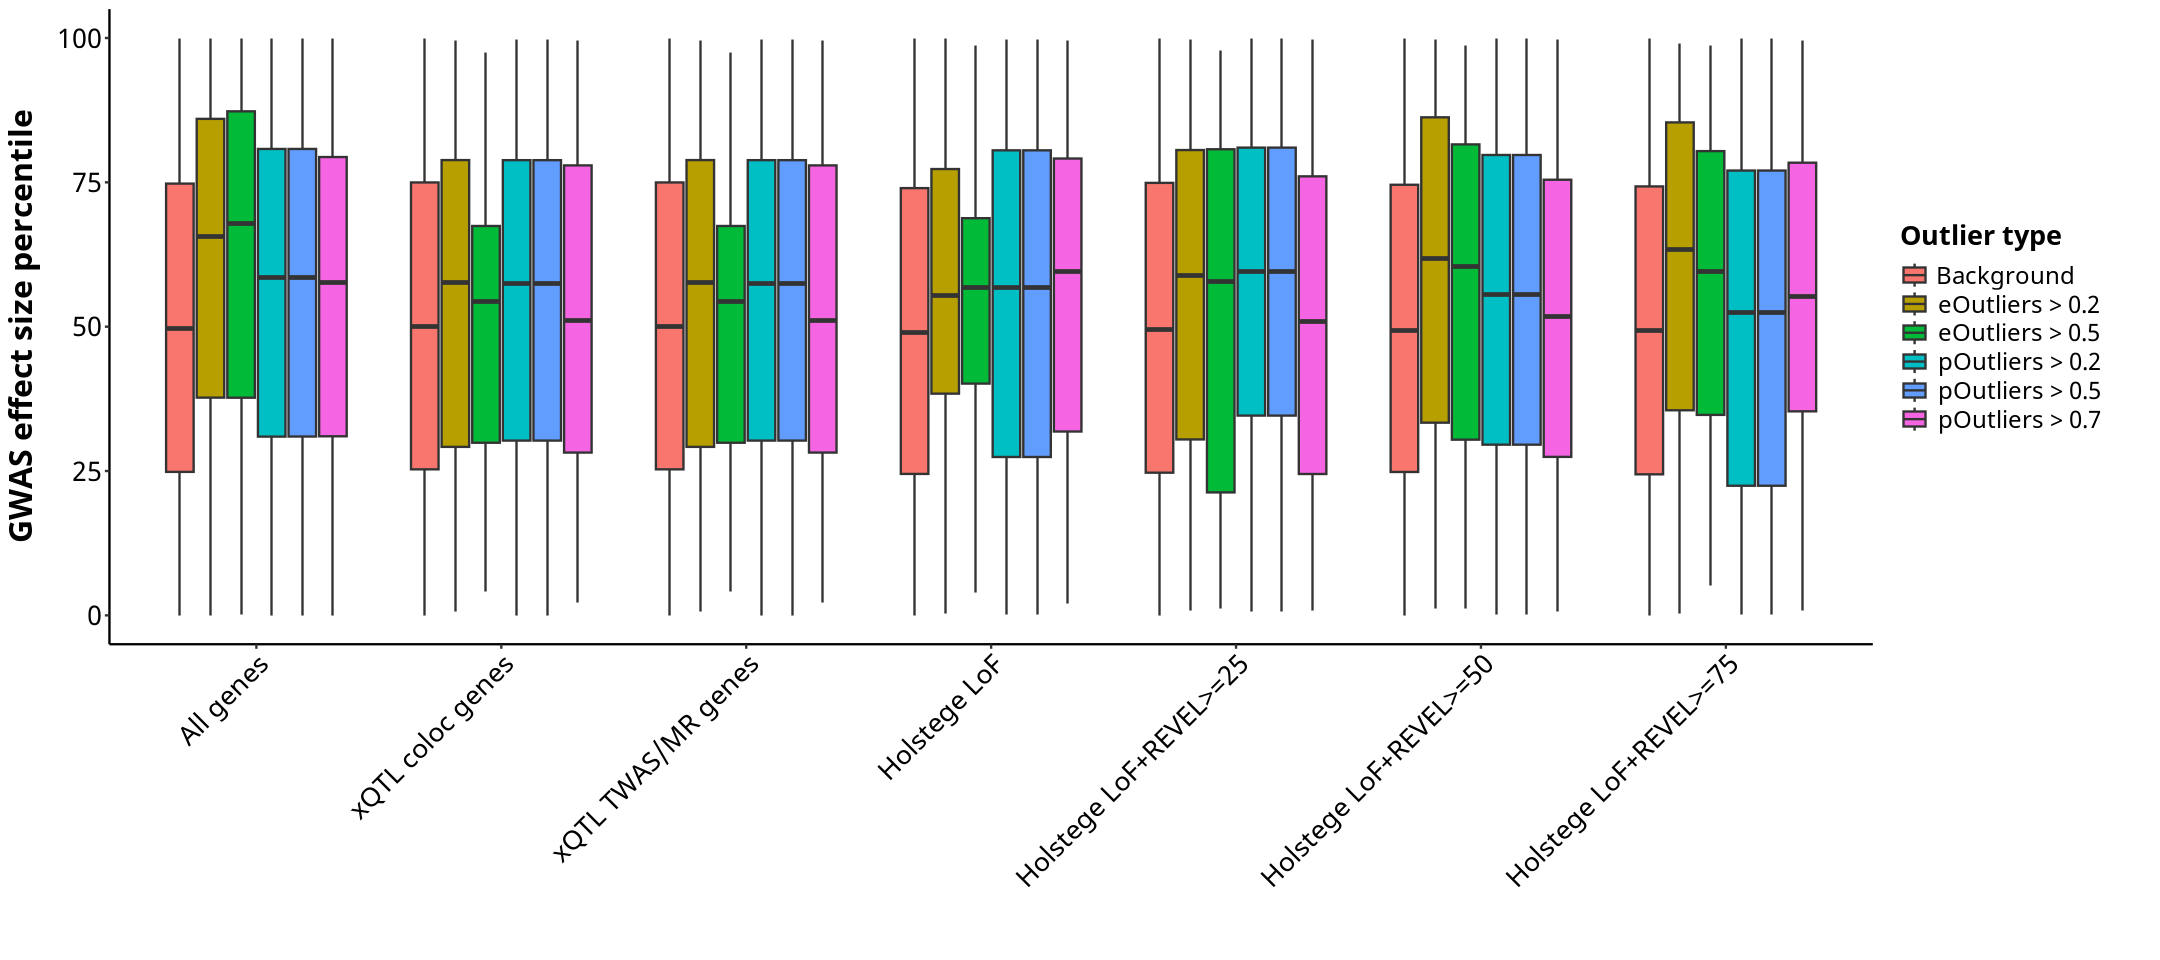 GWAS effect size percentile
100
75
50
25
0
All genes
xQTL coloc genes
xQTL TWAS/MR genes
Holstege LoF
Holstege LoF+REVEL>=25
Holstege LoF+REVEL>=50
Holstege LoF+REVEL>=75
Outlier type
Background
eOutliers > 0.2
eOutliers > 0.5
pOutliers > 0.2
pOutliers > 0.5
pOutliers > 0.7